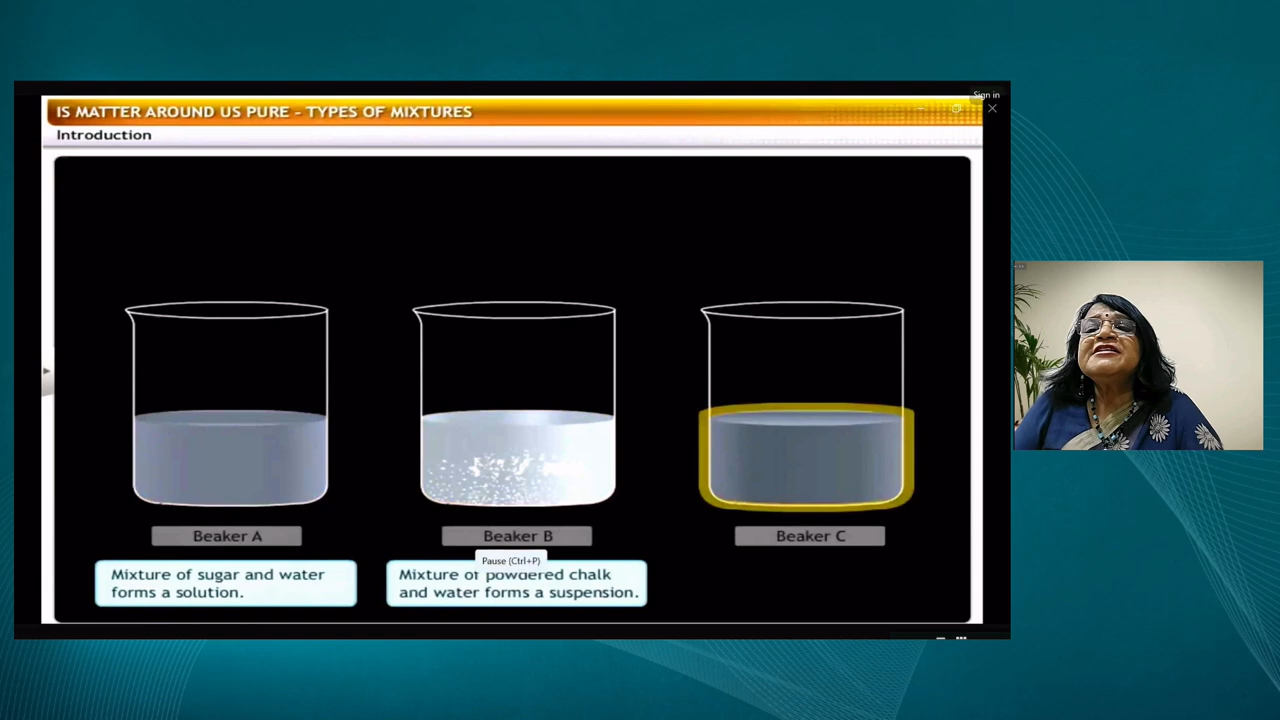 Sign in
IS MATTER AROUND US PURE - TYPES OF MIXTURES
Introduction
Beaker A
Beaker B
Beaker C
Pause (Ctrl+P)
Mixture of sugar and water
forms a solution.
Mixture of powdered chalk
and water forms a suspension.